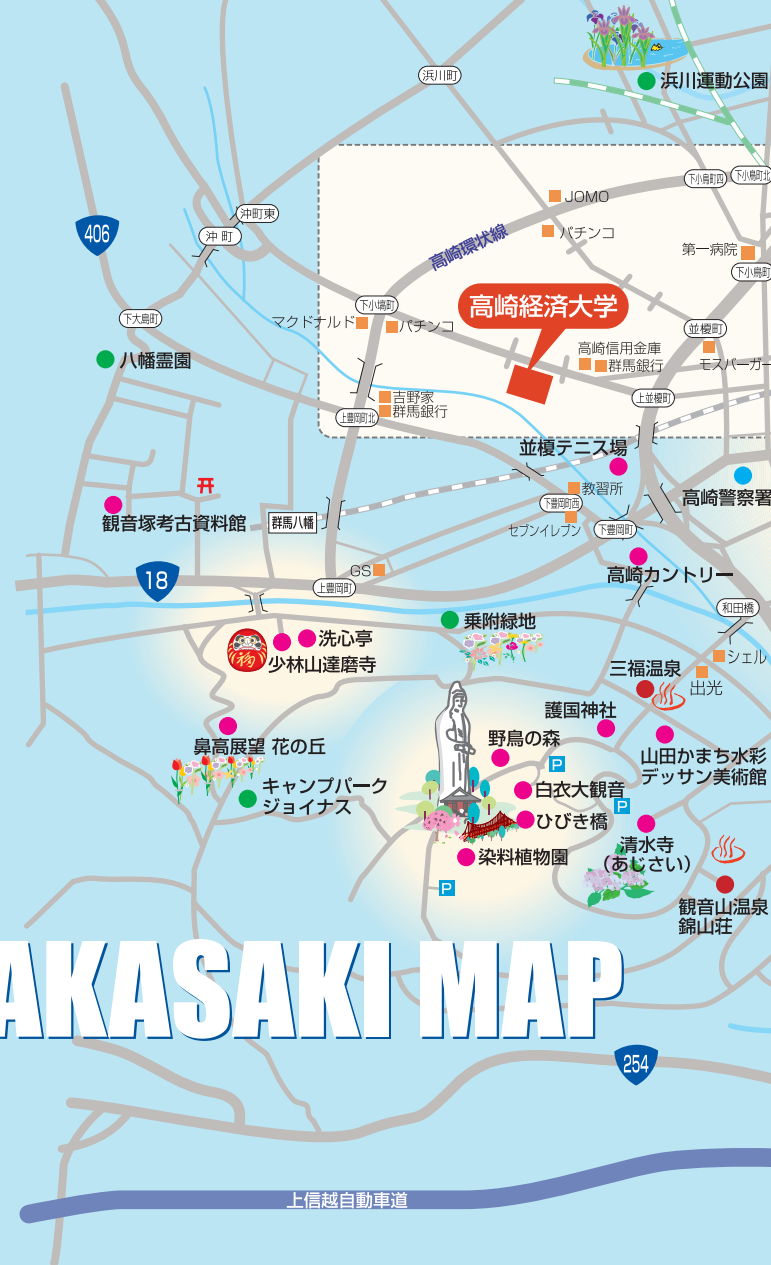 浜川町
浜川運動公園
JOMO
下小鳥町四
下小鳥町北
沖町東
沖 町
406
高崎環状線
パチンコ
第一病院
下小鳥町
下小塙町
高崎経済大学
下大島町
マクドナルド
パチンコ
並榎町
高崎信用金庫
八幡霊園
群馬銀行
モスバーガー
吉野家
群馬銀行
上豊岡町北
上並榎町
並榎テニス場
教習所
高崎警察署
観音塚考古資料館
群馬八幡
下豊岡町西
セブンイレブン
下豊岡町
18
GS
上豊岡町
高崎カントリー
和田橋
乗附緑地
洗心亭
少林山達磨寺
福
シェル
三福温泉
出光
護国神社
鼻高展望 花の丘
野鳥の森
山田かまち水彩
デッサン美術館
P
キャンプパーク
ジョイナス
白衣大観音
P
ひびき橋
清水寺
(あじさい)
染料植物園
P
観音山温泉
錦山荘
AKASAKI MAP
254
上信越自動車道